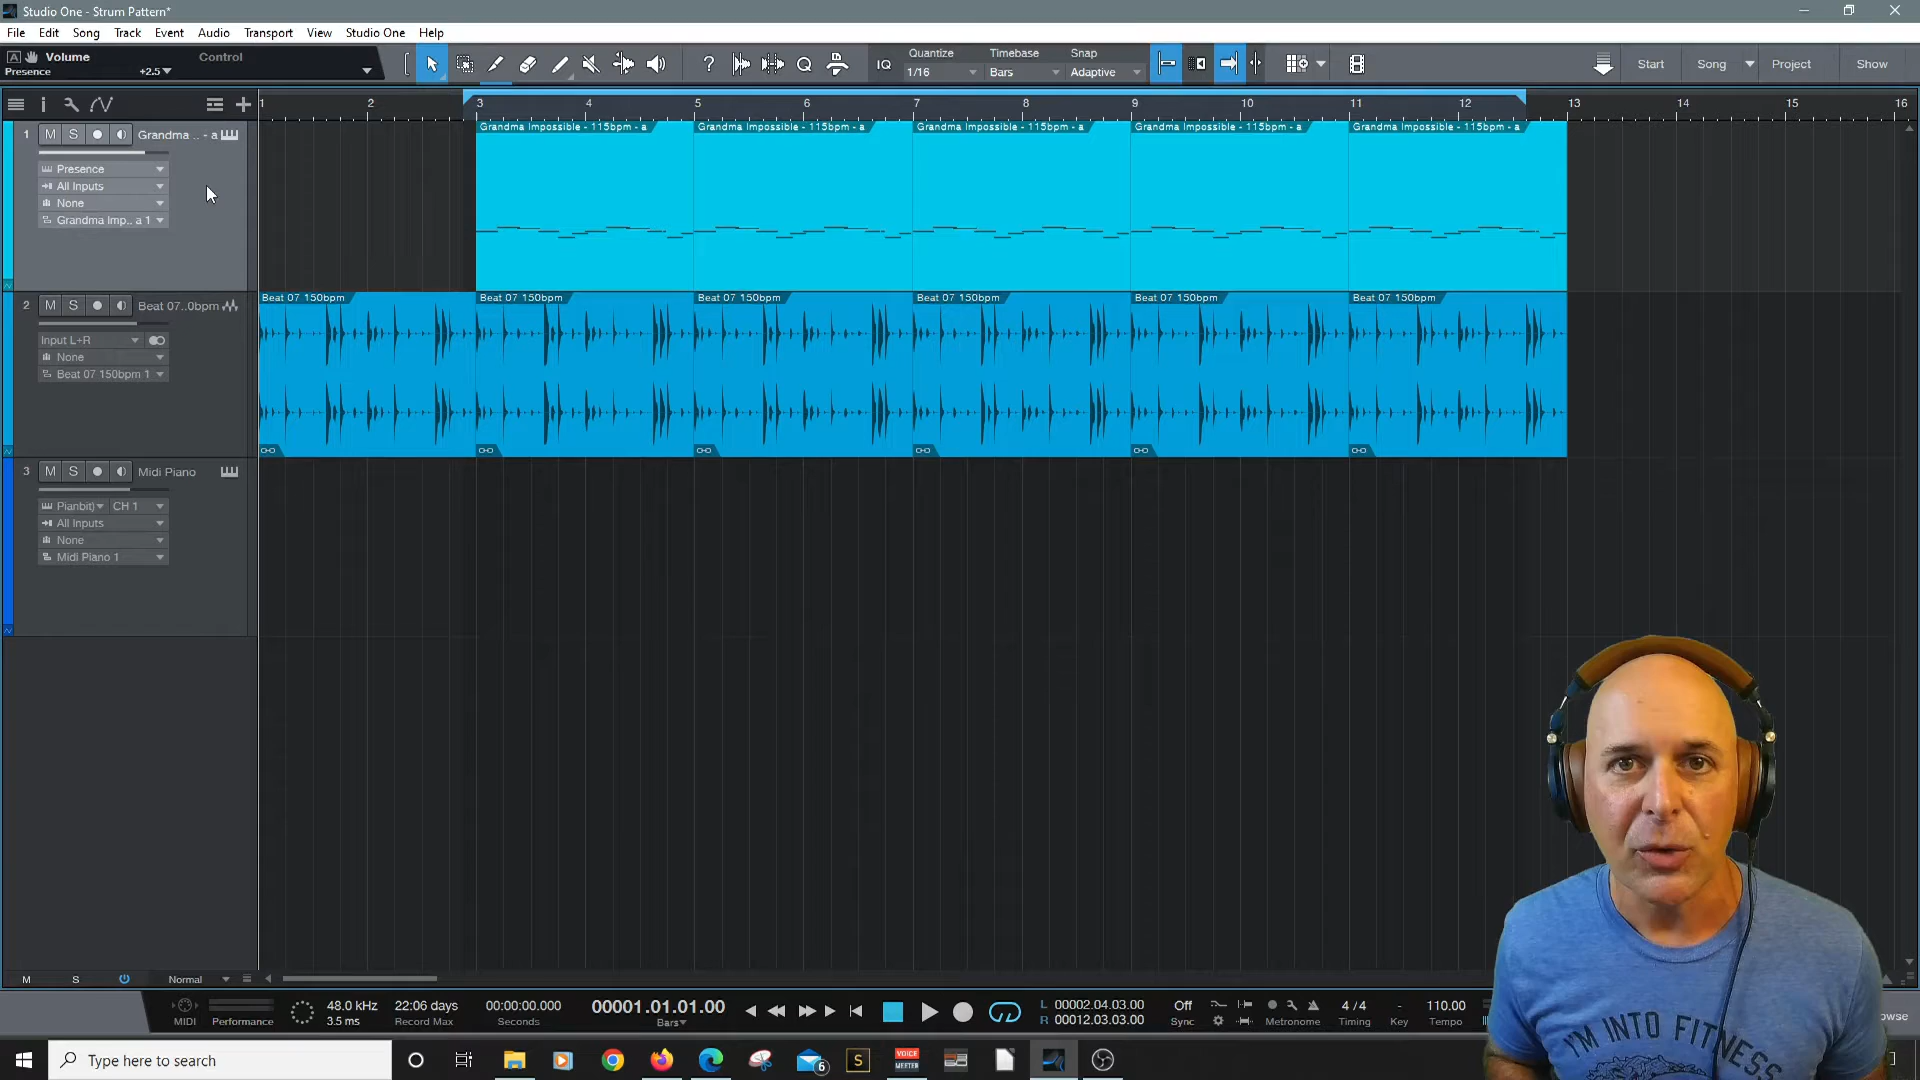 Studio One - Strum Pattern*
File Edit Song Track Event Audio Transport View Studio One Help
Volume Control
Presence +2.5
IQ Quantize 1/16 Timebase Bars Snap Adaptive
Start Song Project Show
1 2 3 4 5 6 7 8 9 10 11 12 13 14 15 16
1 M S Grandma .. - a
Presence
All Inputs
None
Grandma Imp.. a 1
Grandma Impossible - 115bpm - a Grandma Impossible - 115bpm - a Grandma Impossible - 115bpm - a Grandma Impossible - 115bpm - a Grandma Impossible - 115bpm - a
2 M S Beat 07..0bpm
Input L+R
None
Beat 07 150bpm 1
Beat 07 150bpm Beat 07 150bpm Beat 07 150bpm Beat 07 150bpm Beat 07 150bpm Beat 07 150bpm
3 M S Midi Piano
Pianbit) CH 1
All Inputs
None
Midi Piano 1
M S Normal
MIDI
Performance
48.0 kHz
3.5 ms
22:06 days
Record Max
00:00:00.000
Seconds
00001.01.01.00
Bars
L 00002.04.03.00
R 00012.03.03.00
Off
Sync
Metronome
4 / 4
Timing
-
Key
110.00
Tempo
owse
I'M INTO FITNESS
Type here to search
6
S
VOICE
MEETER